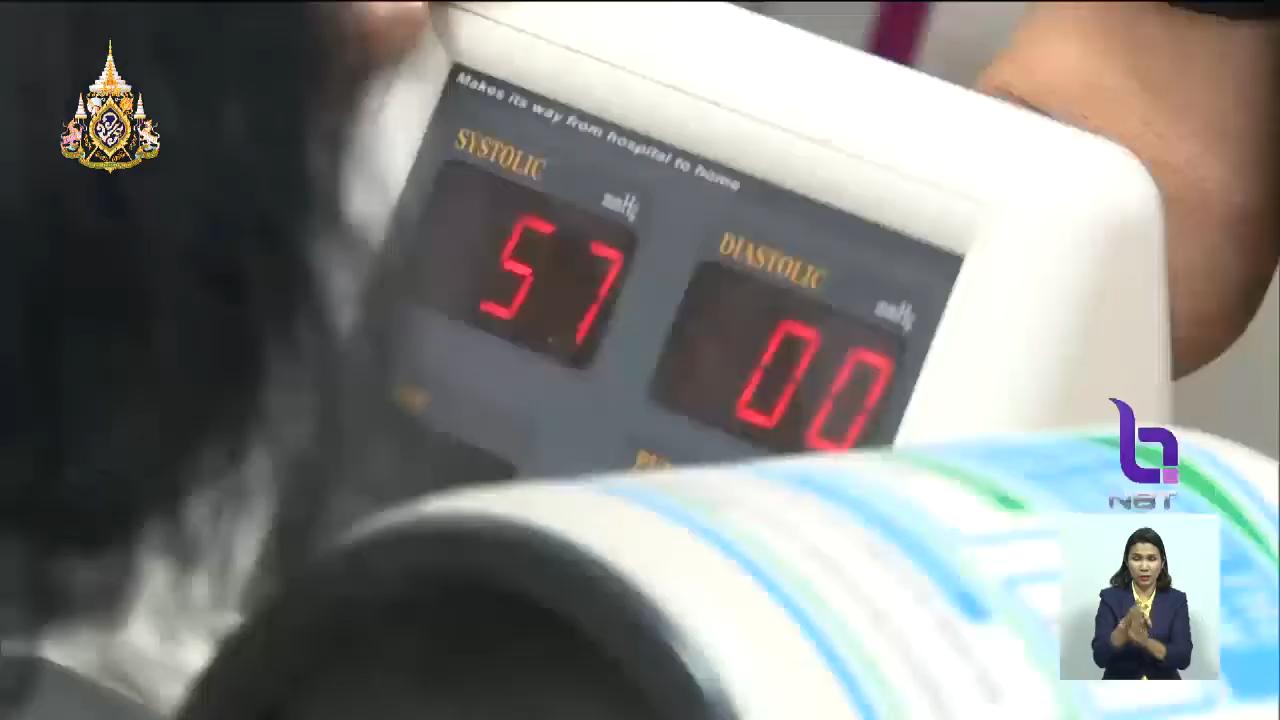 Makes its way from hospital to home
SYSTOLIC
mmHg
57
DIASTOLIC
mmHg
00
NBT